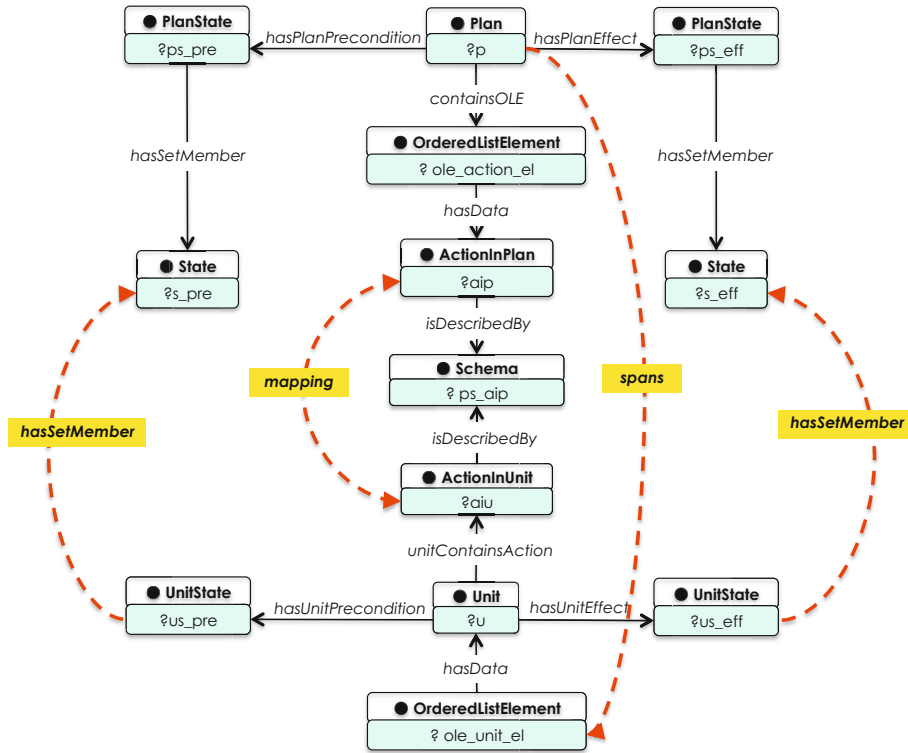 PlanState
?ps_pre
hasPlanPrecondition
Plan
?p
hasPlanEffect
PlanState
?ps_eff
containsOLE
OrderedListElement
? ole_action_el
hasSetMember
hasSetMember
hasData
State
?s_pre
ActionInPlan
?aip
State
?s_eff
isDescribedBy
mapping
Schema
? ps_aip
spans
hasSetMember
hasSetMember
isDescribedBy
ActionInUnit
?aiu
unitContainsAction
UnitState
?us_pre
hasUnitPrecondition
Unit
?u
hasUnitEffect
UnitState
?us_eff
hasData
OrderedListElement
? ole_unit_el